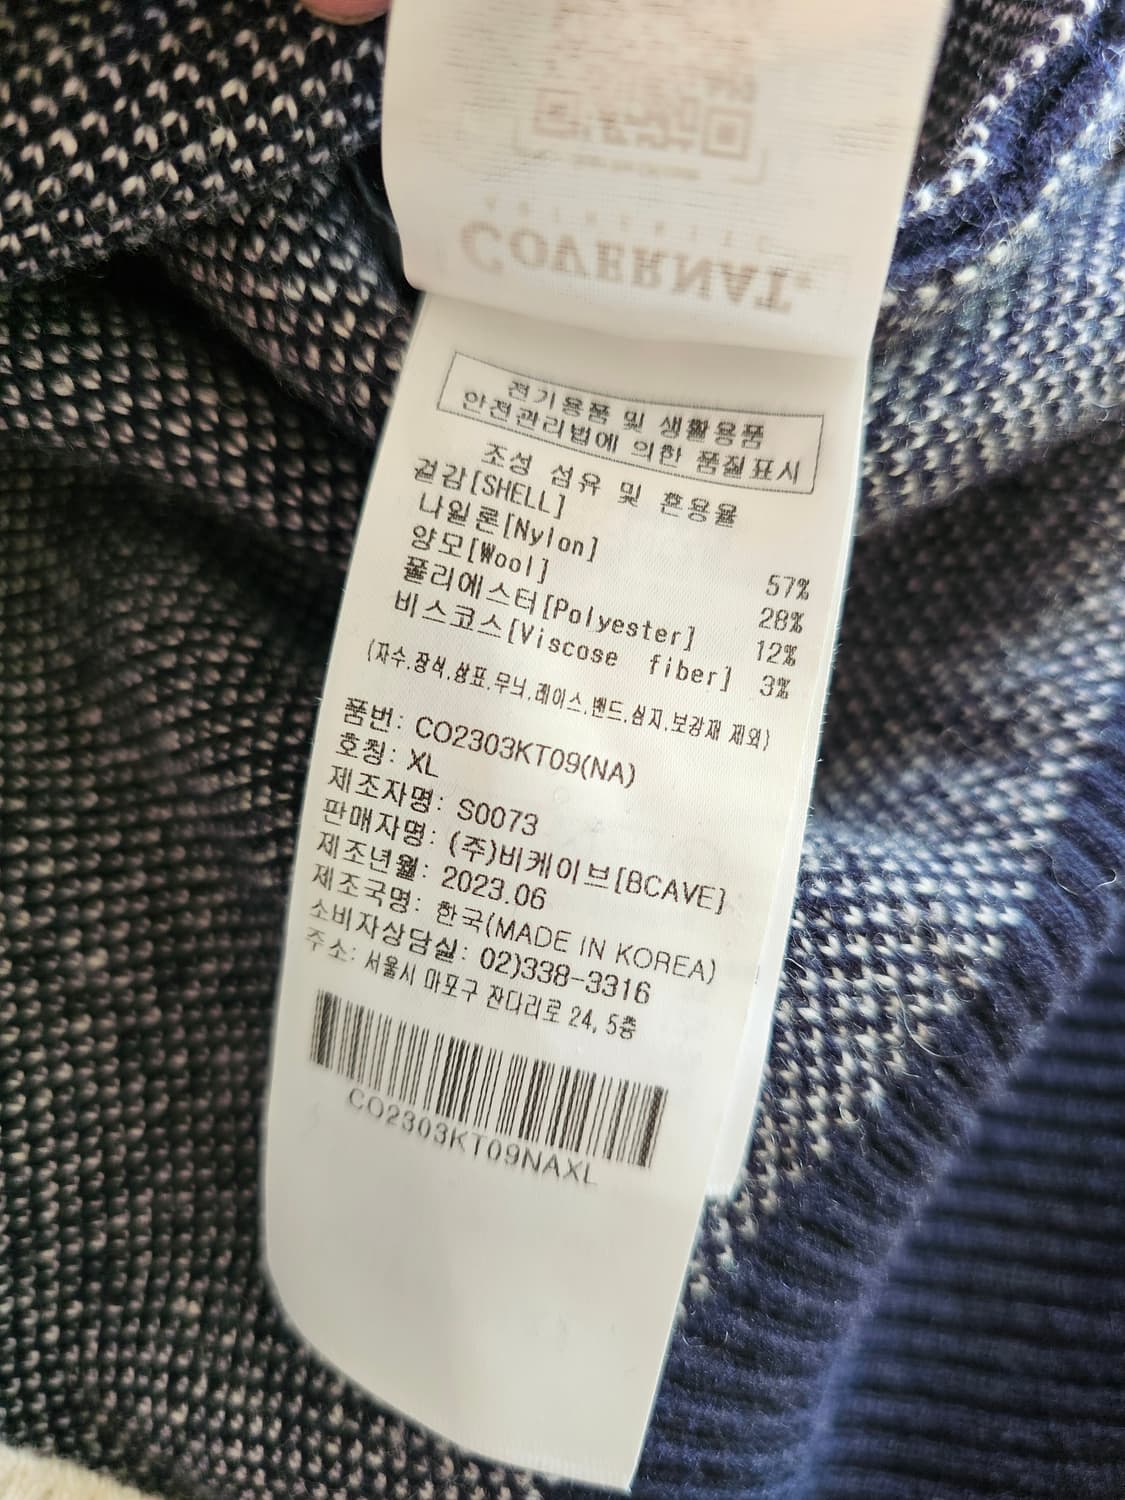 COVERNAT.
전기용품 및 생활용품
안전관리법에 의한 품질표시
조성 섬유 및 혼용율
겉감[SHELL]
나일론[Nylon] 57%
양모[Wool] 28%
폴리에스터[Polyester] 12%
비스코스[Viscose fiber] 3%
(자수.장식.상표.무늬.레이스.밴드.심지.보강재 제외)
품번: CO2303KT09(NA)
호칭: XL
제조자명: S0073
판매자명: (주)비케이브[BCAVE]
제조년월: 2023.06
제조국명: 한국(MADE IN KOREA)
소비자상담실: 02)338-3316
주소: 서울시 마포구 잔다리로 24, 5층
CO2303KT09NAXL